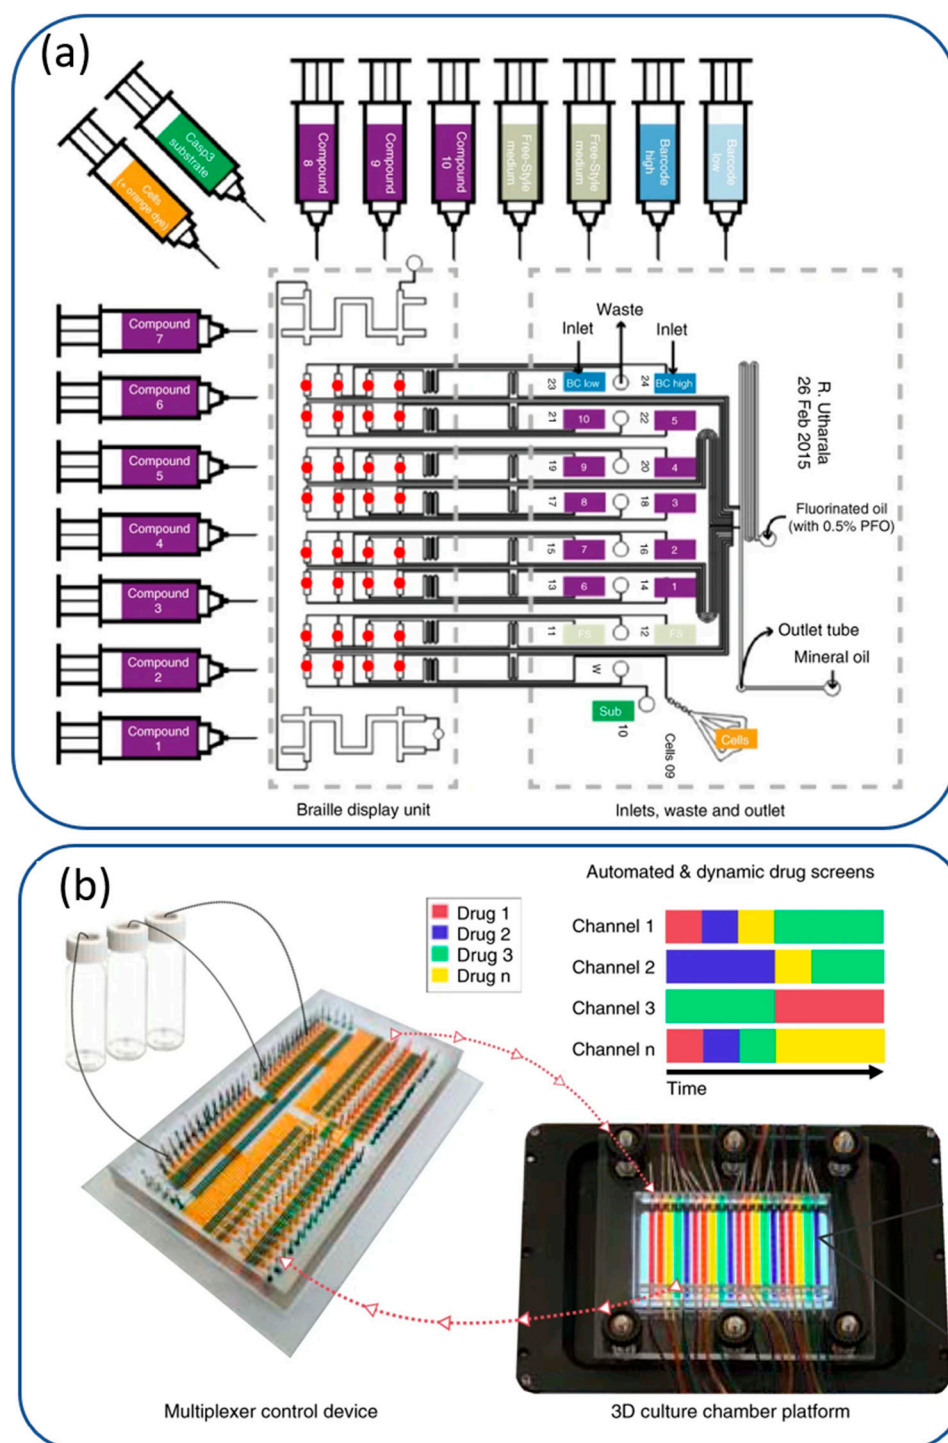 (a)
Casp3
substrate
Cells
(+ orange dye)
Compound
8
Compound
9
Compound
10
Free-Style
medium
Free-Style
medium
Barcode
high
Barcode
low
Compound
7
Compound
6
Compound
5
Compound
4
Compound
3
Compound
2
Compound
1
Waste
Inlet
Inlet
23
BC low
24
BC high
21
10
22
5
19
9
20
4
17
8
18
3
15
7
16
2
13
6
14
1
11
FS
12
FS
W
Sub
10
Cells 09
Cells
R. Utharala
26 Feb 2015
Fluorinated oil
(with 0.5% PFO)
Outlet tube
Mineral oil
Braille display unit
Inlets, waste and outlet
(b)
Drug 1
Drug 2
Drug 3
Drug n
Automated & dynamic drug screens
Channel 1
Channel 2
Channel 3
Channel n
Time
Multiplexer control device
3D culture chamber platform